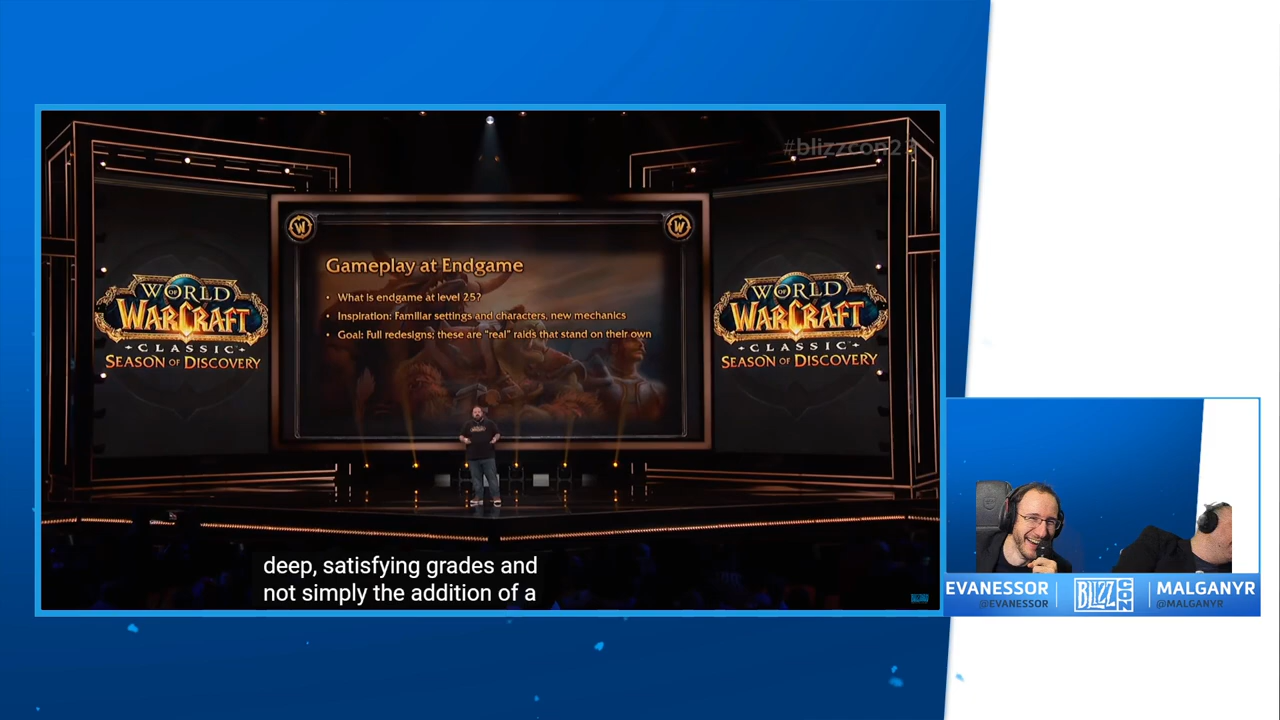 #blizzcon2
W
W
Gameplay at Endgame
• What is endgame at level 25?
• Inspiration: Familiar settings and characters, new mechanics
• Goal: Full redesigns; these are "real" raids that stand on their own
WORLD
OF
WARCRAFT
CLASSIC
SEASON OF DISCOVERY
WORLD
OF
WARCRAFT
CLASSIC
SEASON OF DISCOVERY
deep, satisfying grades and
not simply the addition of a
BLIZZCON
EVANESSOR
@EVANESSOR
BLIZZCON
MALGANYR
@MALGANYR